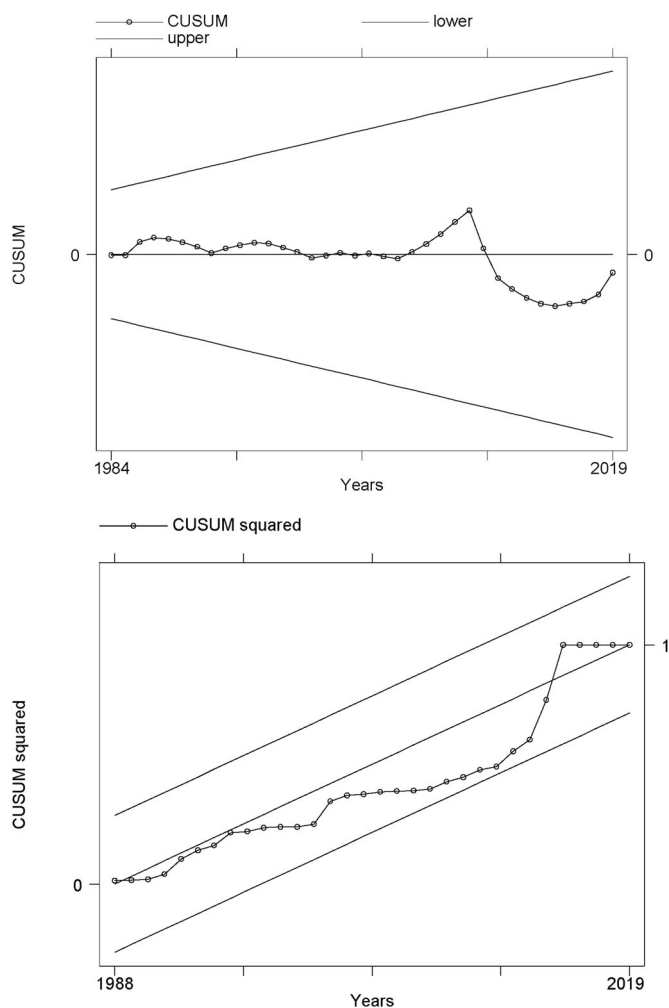 CUSUM lower
upper
CUSUM
0 0
1984 2019
Years
CUSUM squared
CUSUM squared
1
0
1988 2019
Years